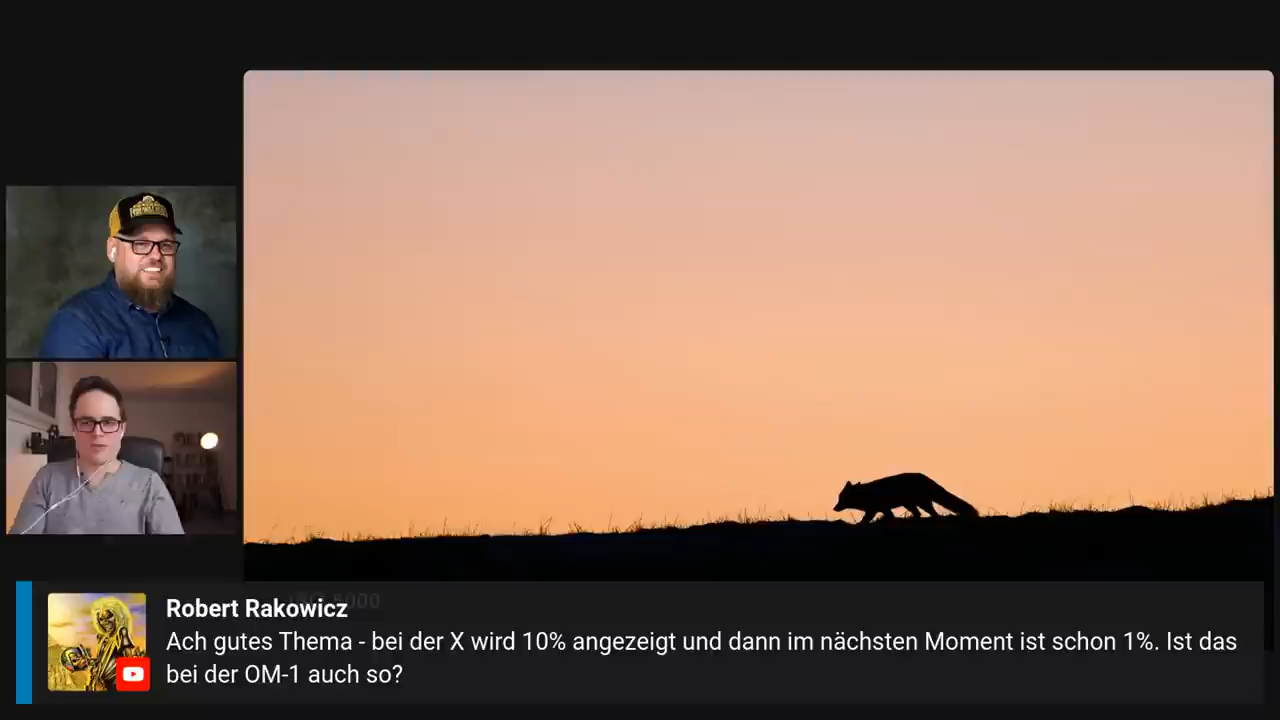 Robert Rakowicz
Ach gutes Thema - bei der X wird 10% angezeigt und dann im nächsten Moment ist schon 1%. Ist das
bei der OM-1 auch so?